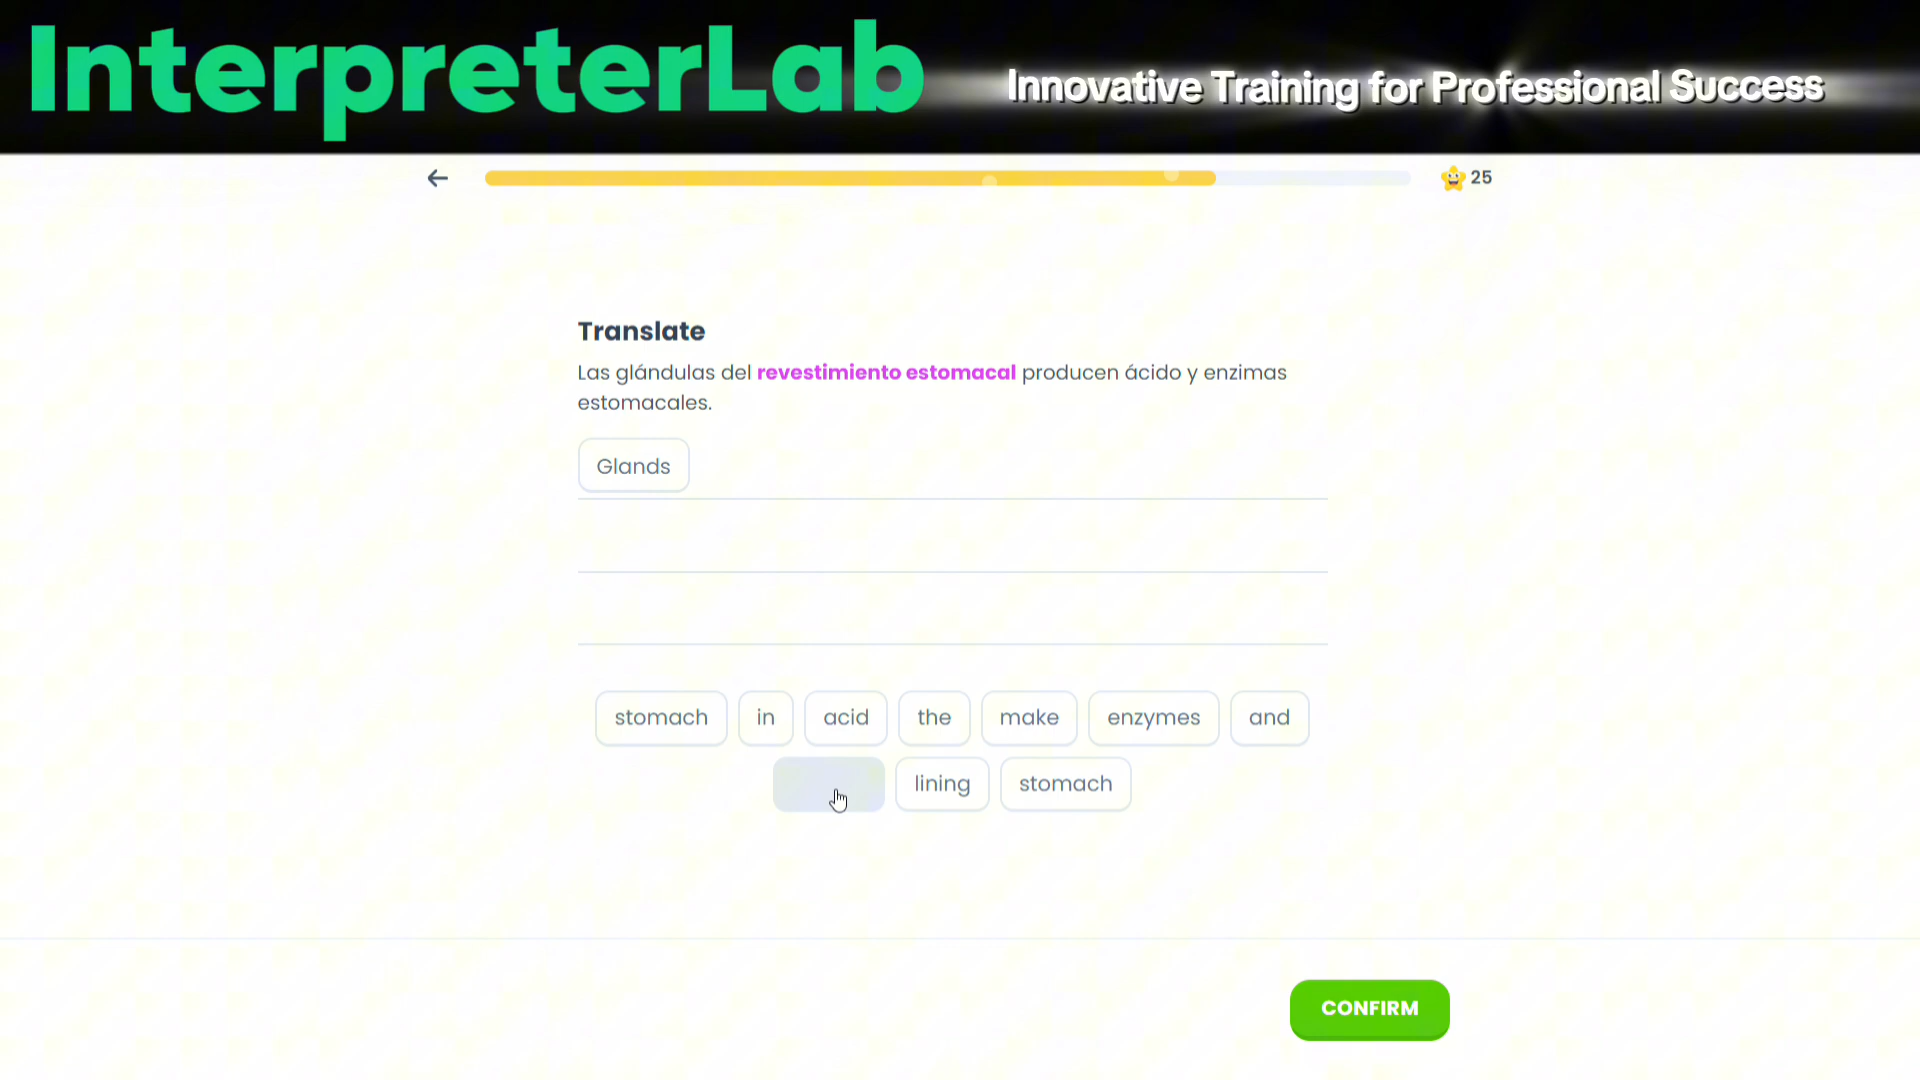 InterpreterLab
Innovative Training for Professional Success
25
Translate
Las glándulas del revestimiento estomacal producen ácido y enzimas
estomacales.
Glands
stomach in acid the make enzymes and
lining stomach
CONFIRM